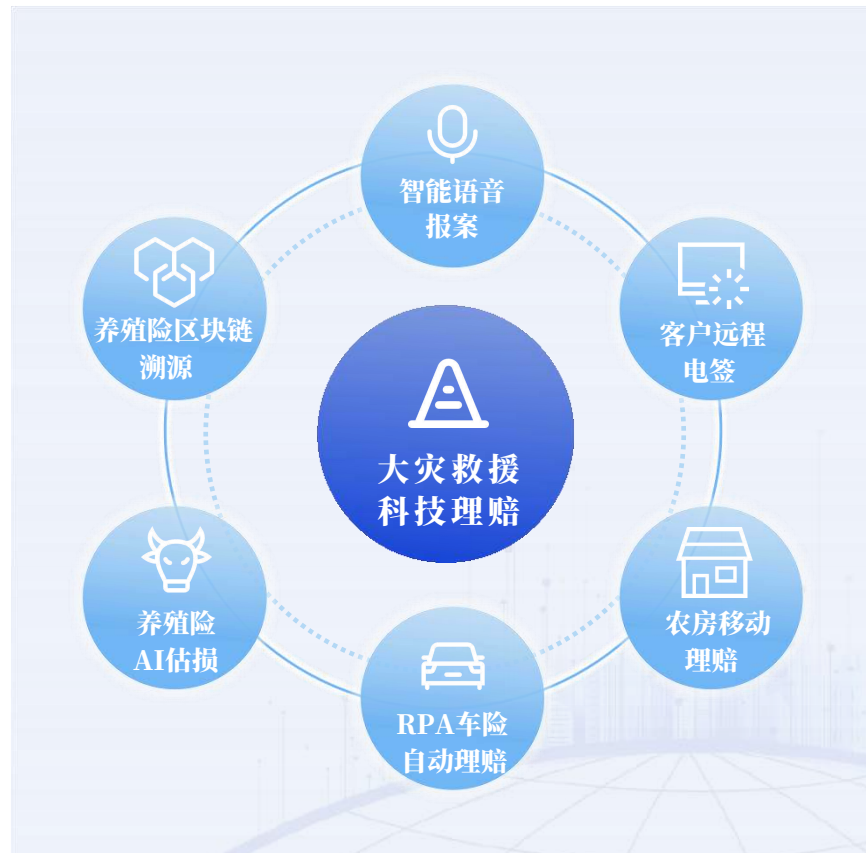 智能语音
报案
养殖险区块链
溯源
客户远程
电签
大灾救援
科技理赔
养殖险
AI估损
农房移动
理赔
RPA车险
自动理赔